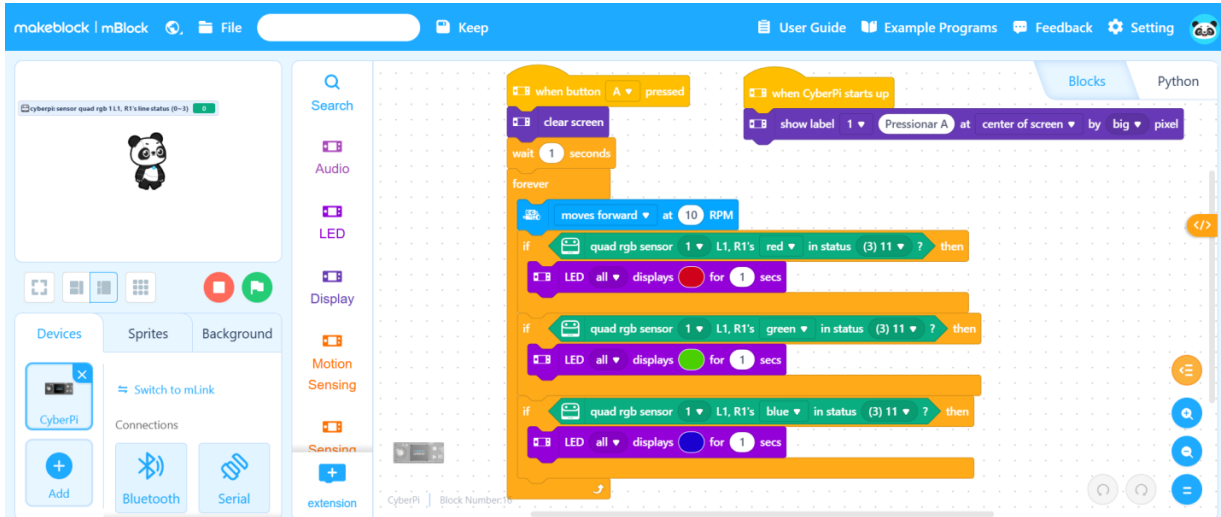 makeblock | mBlock File Keep User Guide Example Programs Feedback Setting
cyberpi: sensor quad rgb 1 L1, R1's line status (0~3) 0
Devices Sprites Background
CyberPi
Add
Switch to mLink
Connections
Bluetooth Serial
Search
Audio
LED
Display
Motion
Sensing
Sensing
extension
when button A pressed
clear screen
wait 1 seconds
forever
moves forward at 10 RPM
if quad rgb sensor 1 L1, R1's red in status (3) 11 ? then
LED all displays for 1 secs
if quad rgb sensor 1 L1, R1's green in status (3) 11 ? then
LED all displays for 1 secs
if quad rgb sensor 1 L1, R1's blue in status (3) 11 ? then
LED all displays for 1 secs
when CyberPi starts up
show label 1 Pressionar A at center of screen by big pixel
Blocks Python
</>
CyberPi | Block Number: